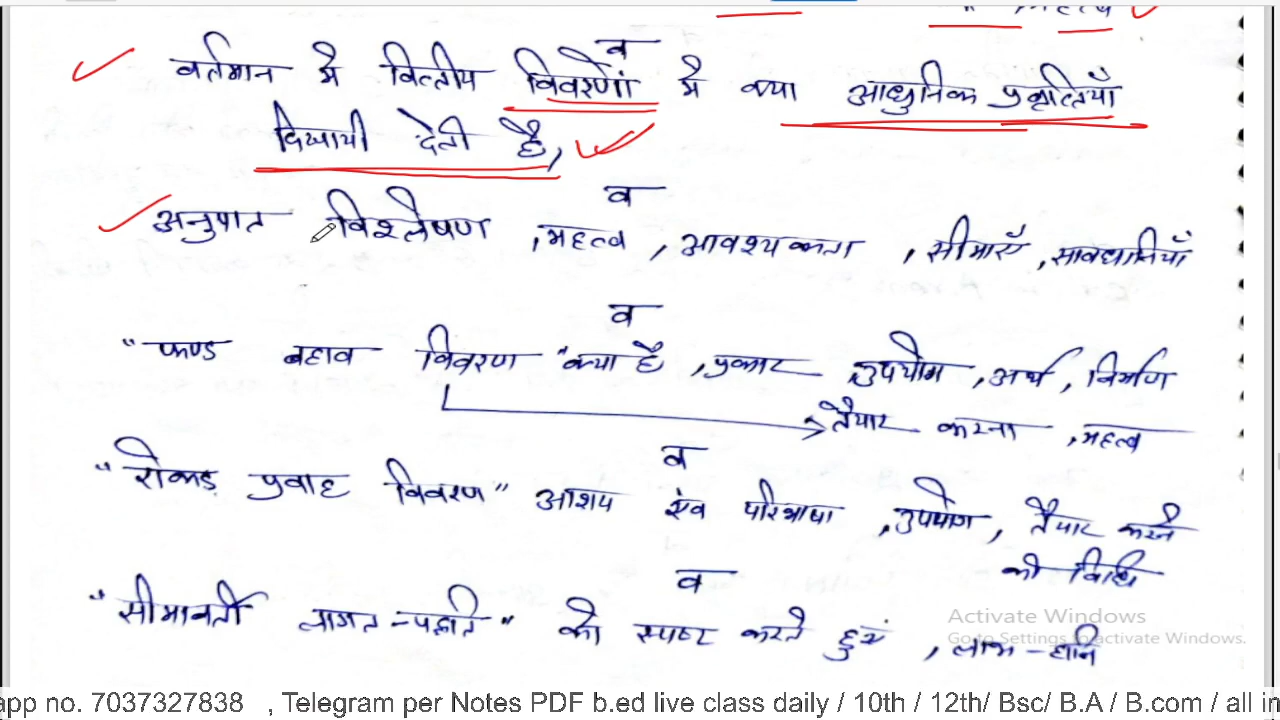 महत्व
व
वर्तमान मे वित्तीय विवरणों मे क्या आधुनिक प्रवृत्तियाँ
दिखायी देती है,
व
अनुपात विश्लेषण , महत्व , आवश्यकता , सीमाएँ , सावधानियाँ
व
"फण्ड बहाव विवरण" क्या है , प्रकार उपयोग , अर्थ , निर्माण
तैयार करना , महत्व
व
"रोकड़ प्रवाह विवरण" आशय एंव परिभाषा , उपयोग , तैयार करने
की विधि
व
"सीमावर्ती लागत-पद्धति" को स्पष्ट करते हुये , लाभ-हानि
Activate Windows
Go to Settings to activate Windows.
app no. 7037327838 , Telegram per Notes PDF b.ed live class daily / 10th / 12th/ Bsc/ B.A / B.com / all in